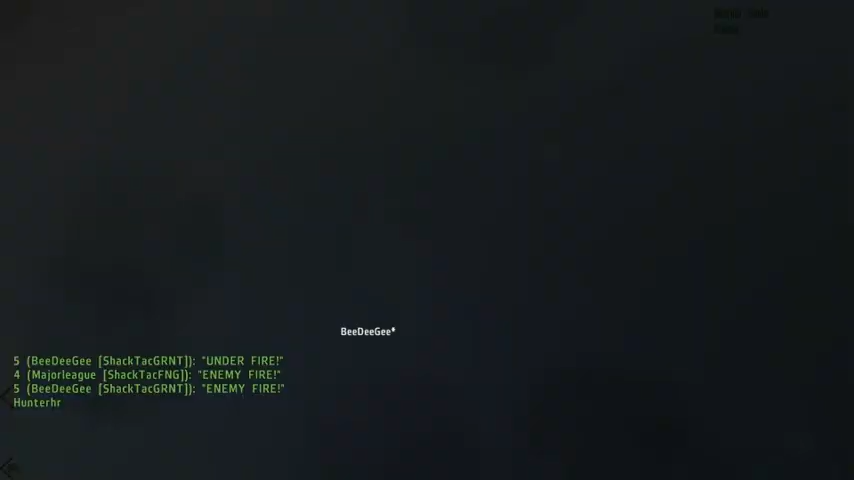 BeeDeeGee*
5 (BeeDeeGee [ShackTacGRNT]): "UNDER FIRE!"
4 (Majorleague [ShackTacFNG]): "ENEMY FIRE!"
5 (BeeDeeGee [ShackTacGRNT]): "ENEMY FIRE!"
Hunterhr